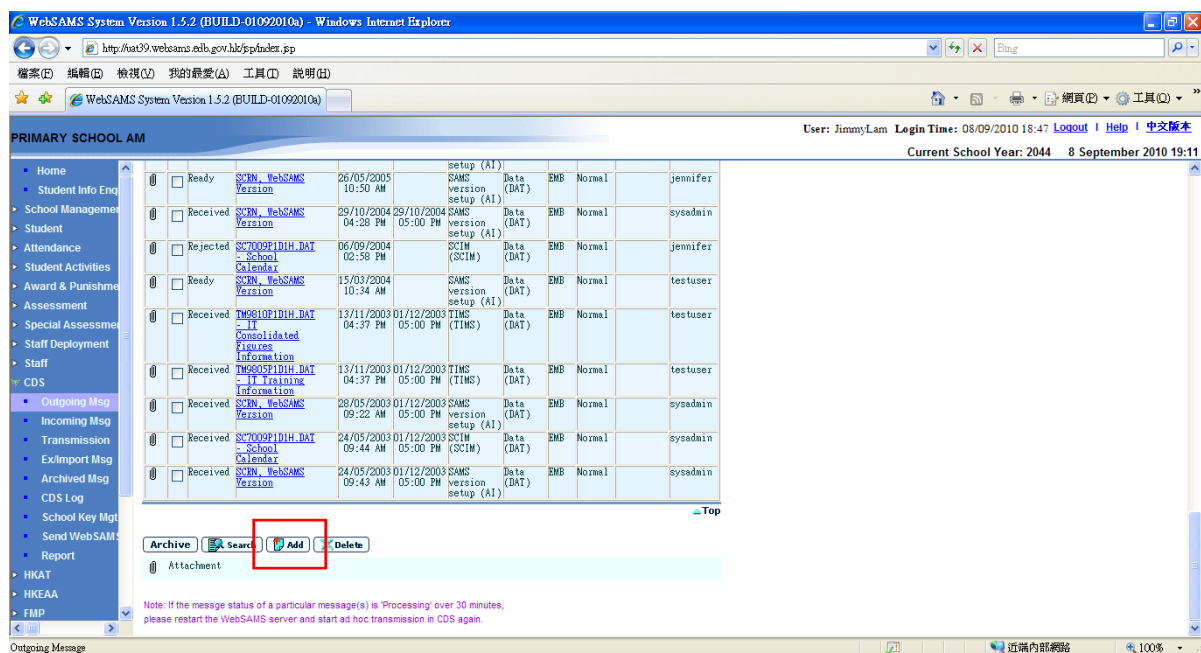 WebSAMS System Version 1.5.2 (BUILD-01092010a) - Windows Internet Explorer
http://uat39.websams.edb.gov.hk/jsp/index.jsp
Bing
檔案(F) 編輯(E) 檢視(V) 我的最愛(A) 工具(T) 說明(H)
WebSAMS System Version 1.5.2 (BUILD-01092010a)
網頁(P) 工具(O)
PRIMARY SCHOOL AM
User: JimmyLam Login Time: 08/09/2010 18:47 Logout | Help | 中文版本
Current School Year: 2044 8 September 2010 19:11
Home
Student Info Enq
School Managemen
Student
Attendance
Student Activities
Award & Punishme
Assessment
Special Assessmen
Staff Deployment
Staff
CDS
Outgoing Msg
Incoming Msg
Transmission
Ex/Import Msg
Archived Msg
CDS Log
School Key Mgt
Send WebSAMS
Report
HKAT
HKEAA
FMP
setup (AI)
Ready SCRN, WebSAMS 26/05/2005 SAMS Data EMB Normal jennifer
Version 10:50 AM version (DAT)
setup (AI)
Received SCRN, WebSAMS 29/10/2004 29/10/2004 SAMS Data EMB Normal sysadmin
Version 04:28 PM 05:00 PM version (DAT)
setup (AI)
Rejected SC7009P1D1H.DAT 06/09/2004 SCIM Data EMB Normal jennifer
- School 02:58 PM (SCIM) (DAT)
Calendar
Ready SCRN, WebSAMS 15/03/2004 SAMS Data EMB Normal testuser
Version 10:34 AM version (DAT)
setup (AI)
Received TM9810P1D1H.DAT 13/11/2003 01/12/2003 TIMS Data EMB Normal testuser
- IT 04:37 PM 05:00 PM (TIMS) (DAT)
Consolidated
Figures
Information
Received TM9805P1D1H.DAT 13/11/2003 01/12/2003 TIMS Data EMB Normal testuser
- IT Training 04:37 PM 05:00 PM (TIMS) (DAT)
Information
Received SCRN, WebSAMS 28/05/2003 01/12/2003 SAMS Data EMB Normal sysadmin
Version 09:22 AM 05:00 PM version (DAT)
setup (AI)
Received SC7009P1D1H.DAT 24/05/2003 01/12/2003 SCIM Data EMB Normal sysadmin
- School 09:44 AM 05:00 PM (SCIM) (DAT)
Calendar
Received SCRN, WebSAMS 24/05/2003 01/12/2003 SAMS Data EMB Normal sysadmin
Version 09:43 AM 05:00 PM version (DAT)
setup (AI)
Top
Archive Search Add Delete
Attachment
Note: If the messge status of a particular message(s) is 'Processing' over 30 minutes,
please restart the WebSAMS server and start ad hoc transmission in CDS again.
Outgoing Message
近端內部網路 100%